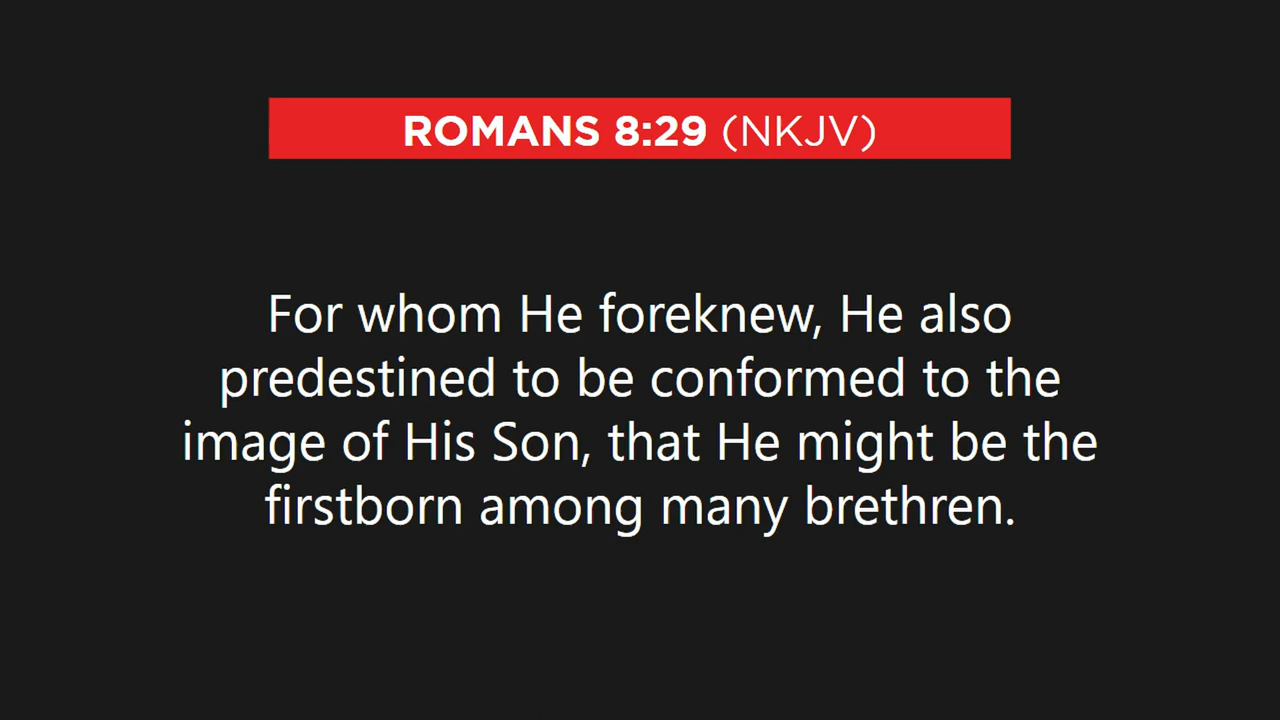 ROMANS 8:29 (NKJV)
For whom He foreknew, He also
predestined to be conformed to the
image of His Son, that He might be the
firstborn among many brethren.